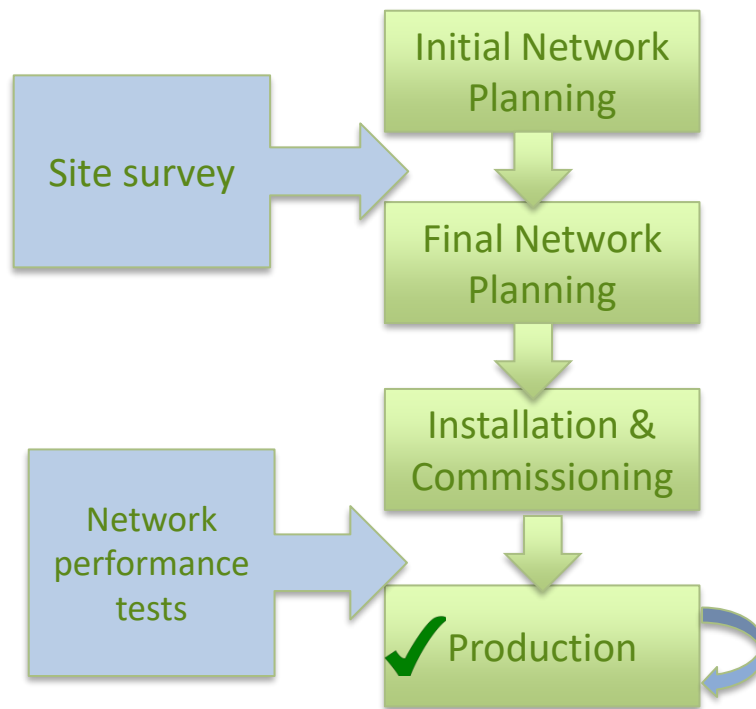 Initial Network
Planning
Site survey
Final Network
Planning
Installation &
Commissioning
Network
performance
tests
Production